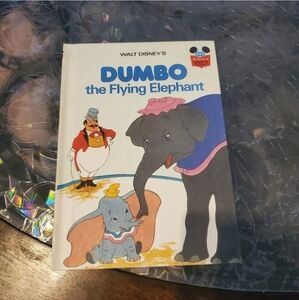 WALT DISNEY'S
DUMBO
the Flying Elephant